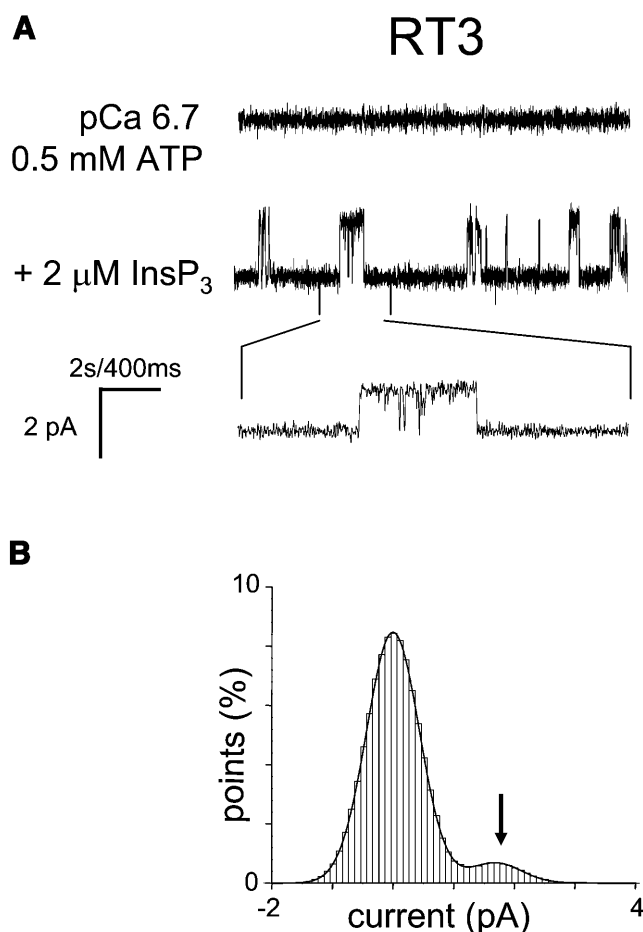 A
RT3
pCa 6.7
0.5 mM ATP
+ 2 μM InsP3
2s/400ms
2 pA
B
10
points (%)
0
-2
4
current (pA)